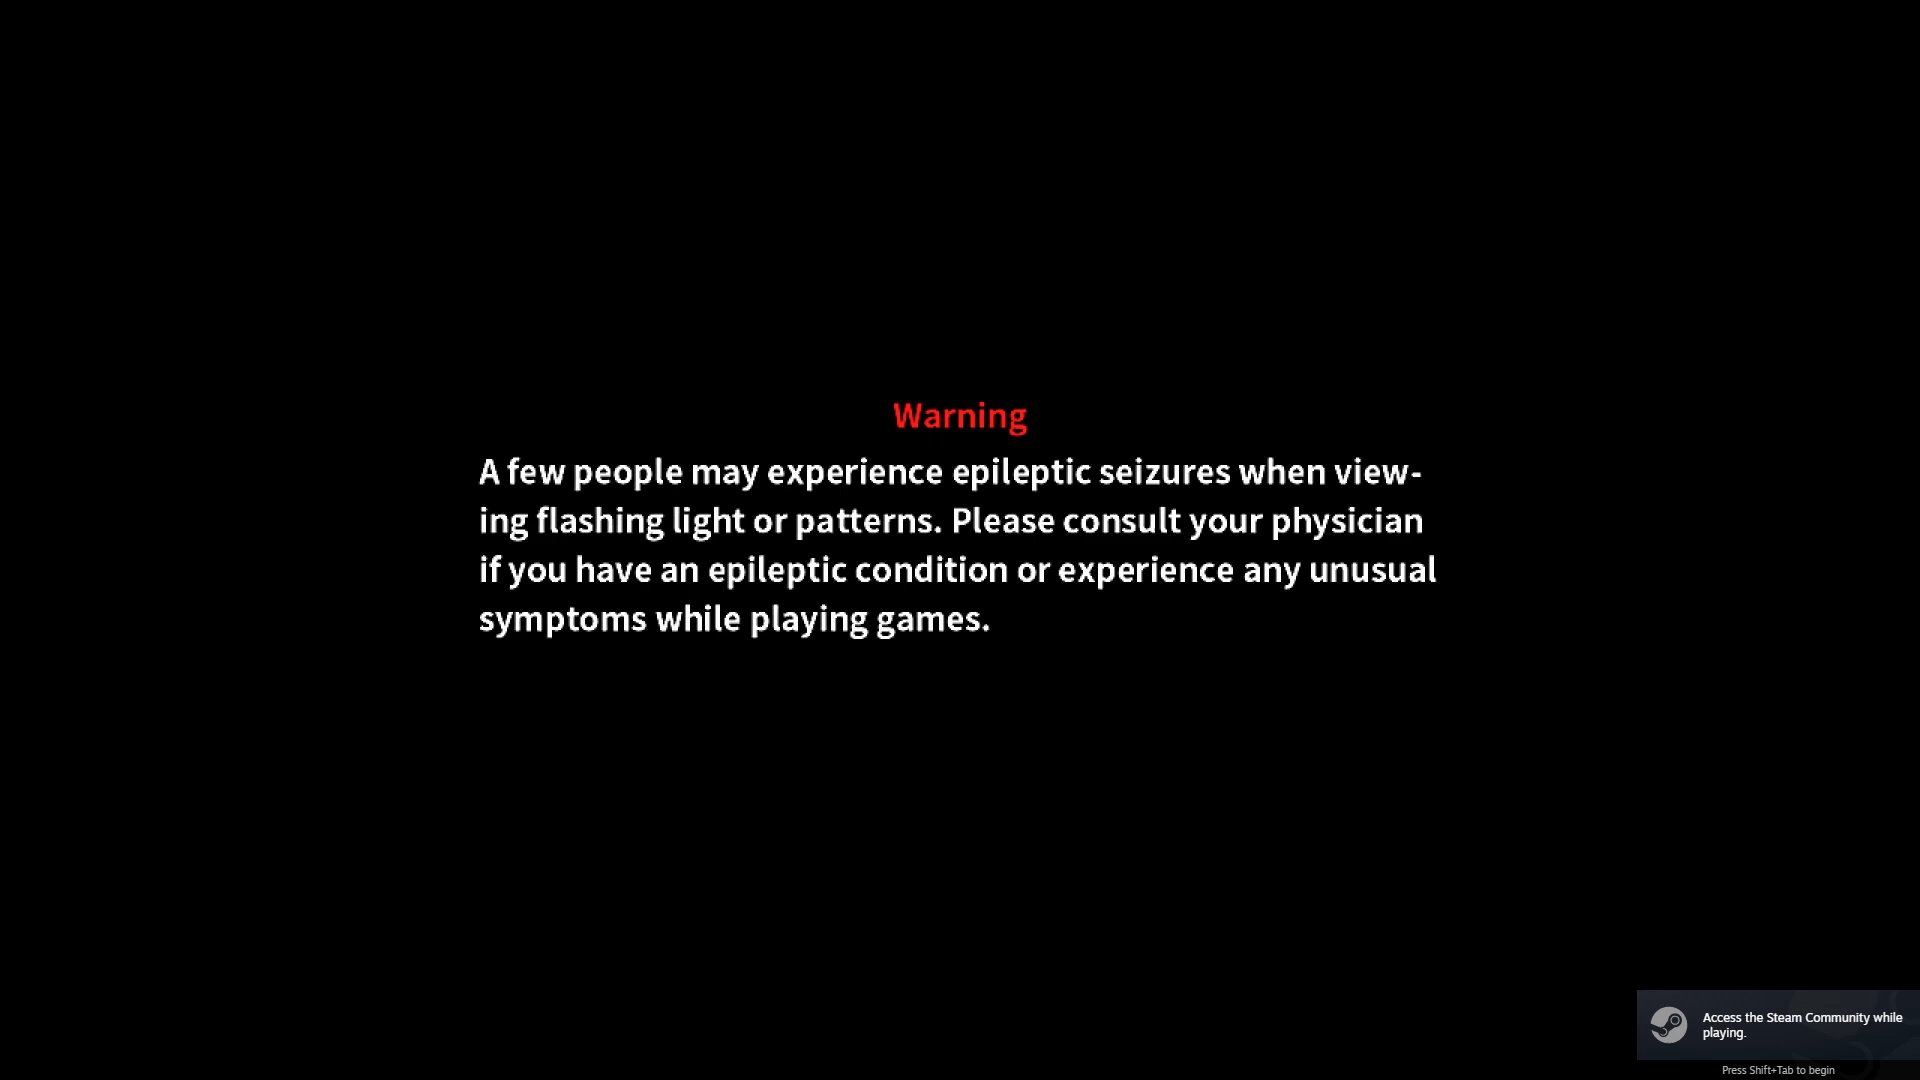 Warning
A few people may experience epileptic seizures when view-
ing flashing light or patterns. Please consult your physician
if you have an epileptic condition or experience any unusual
symptoms while playing games.
Access the Steam Community while
playing.
Press Shift+Tab to begin